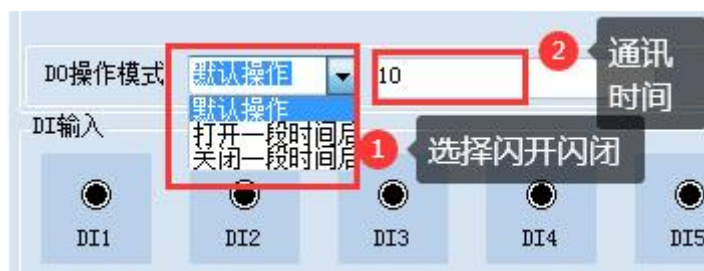 DO操作模式
默认操作
10
2
通讯
时间
默认操作
打开一段时间后
关闭一段时间后
1
选择闪开闪闭
DI输入
DI1
DI2
DI3
DI4
DI5